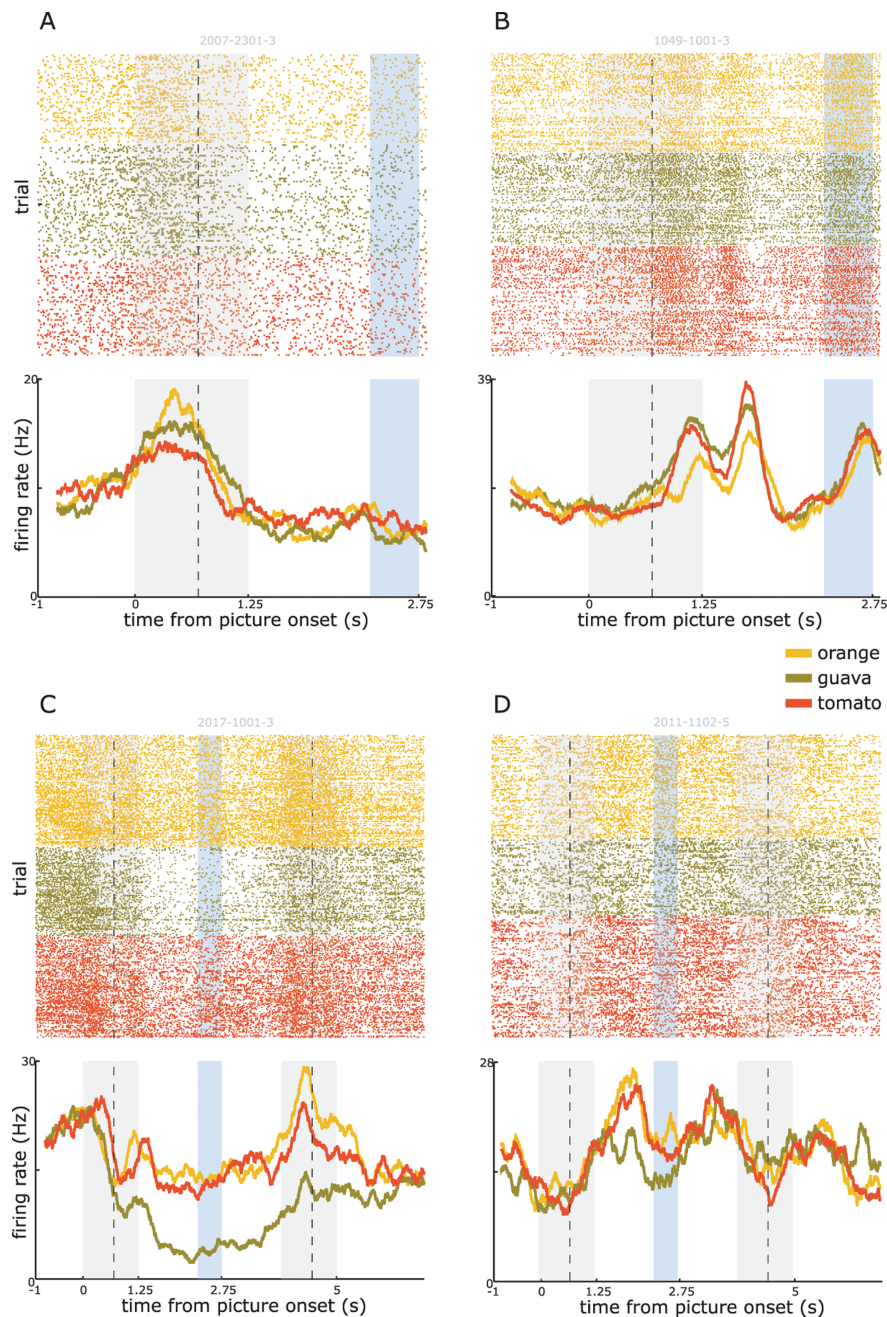 A
B
2007-2301-3
1049-1001-3
trial
20
39
firing rate (Hz)
0
0
-1 0 1.25 2.75
-1 0 1.25 2.75
time from picture onset (s)
time from picture onset (s)
orange
guava
tomato
C
D
2017-1001-3
2011-1102-5
trial
30
28
firing rate (Hz)
0
0
-1 0 1.25 2.75 5
-1 0 1.25 2.75 5
time from picture onset (s)
time from picture onset (s)